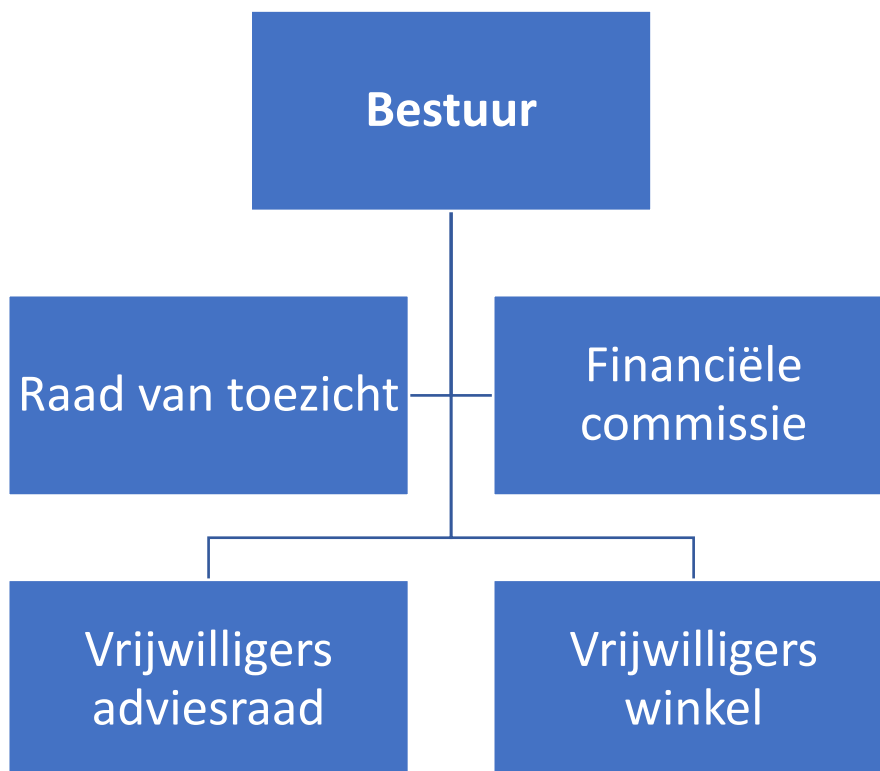 Bestuur
Raad van toezicht
Financiële
commissie
Vrijwilligers
adviesraad
Vrijwilligers
winkel